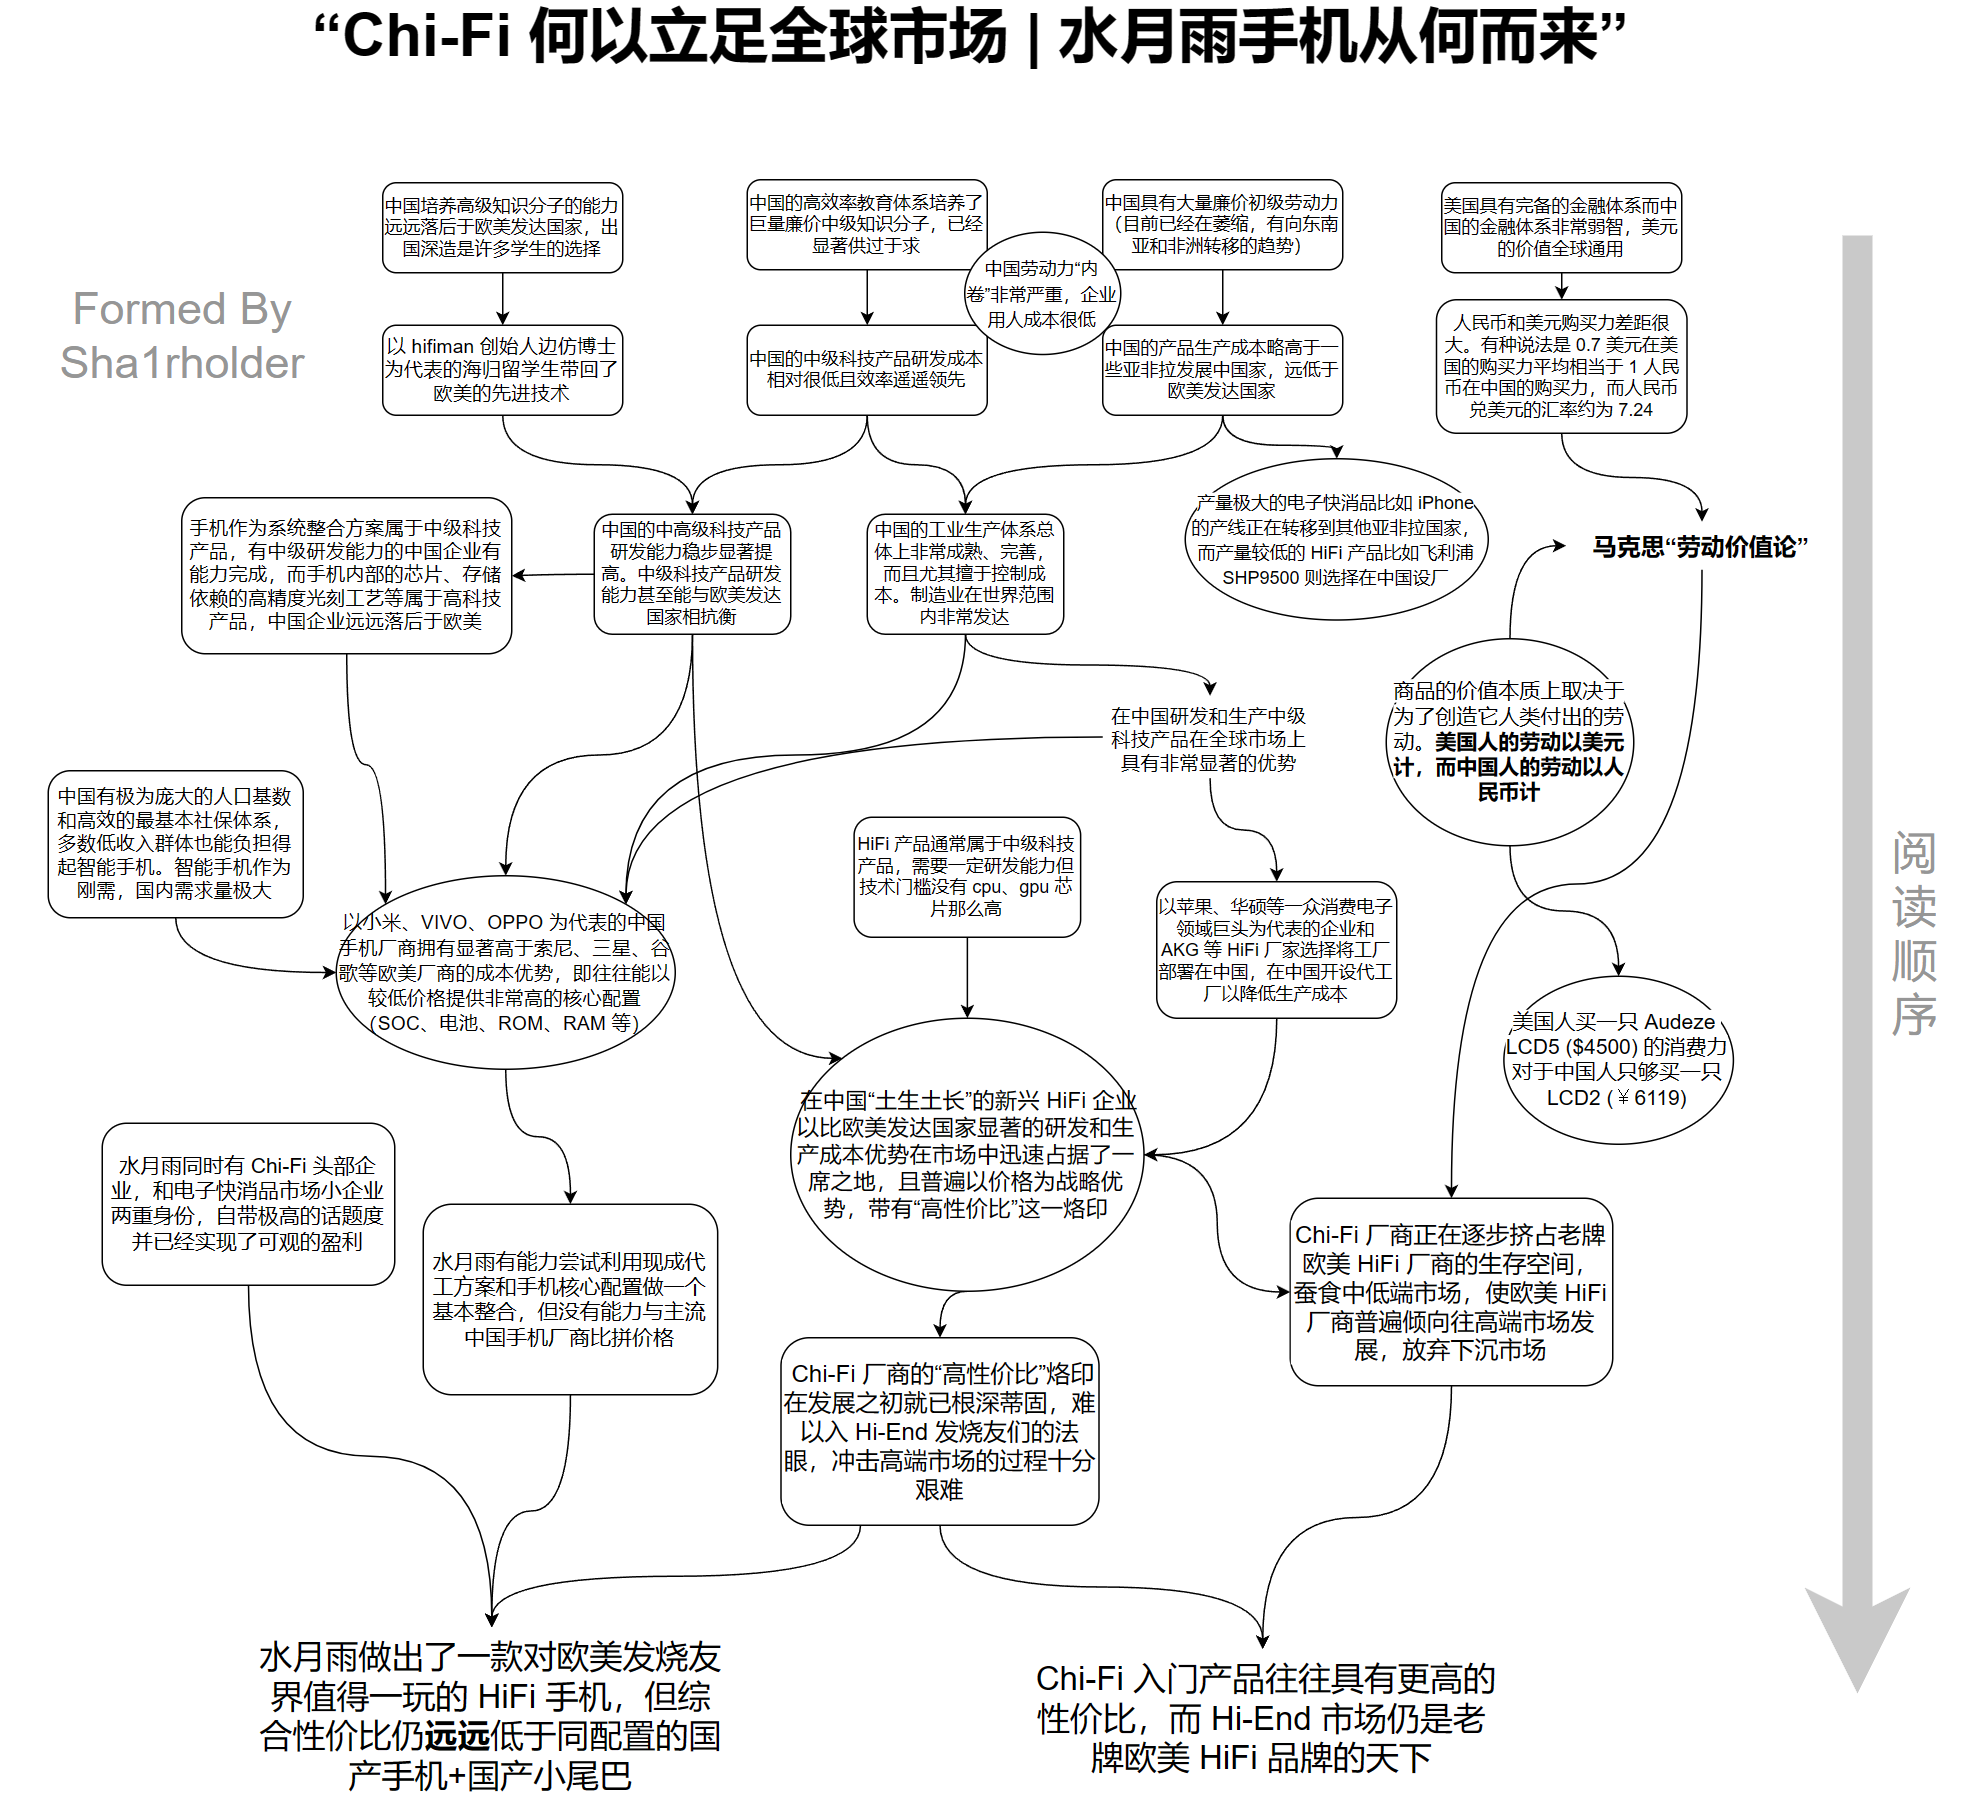 “Chi-Fi 何以立足全球市场 | 水月雨手机从何而来”
Formed By
Sha1rholder
中国培养高级知识分子的能力
远远落后于欧美发达国家，出
国深造是许多学生的选择
中国的高效率教育体系培养了
巨量廉价中级知识分子，已经
显著供过于求
中国具有大量廉价初级劳动力
（目前已经在萎缩，有向东南
亚和非洲转移的趋势）
美国具有完备的金融体系而中
国的金融体系非常弱智，美元
的价值全球通用
中国劳动力“内
卷”非常严重，企业
用人成本很低
以 hifiman 创始人边仿博士
为代表的海归留学生带回了
欧美的先进技术
中国的中级科技产品研发成本
相对很低且效率遥遥领先
中国的产品生产成本略高于一
些亚非拉发展中国家，远低于
欧美发达国家
人民币和美元购买力差距很
大。有种说法是 0.7 美元在美
国的购买力平均相当于 1 人民
币在中国的购买力，而人民币
兑美元的汇率约为 7.24
手机作为系统整合方案属于中级科技
产品，有中级研发能力的中国企业有
能力完成，而手机内部的芯片、存储
依赖的高精度光刻工艺等属于高科技
产品，中国企业远远落后于欧美
中国的中高级科技产品
研发能力稳步显著提
高。中级科技产品研发
能力甚至能与欧美发达
国家相抗衡
中国的工业生产体系总
体上非常成熟、完善，
而且尤其擅于控制成
本。制造业在世界范围
内非常发达
产量极大的电子快消品比如 iPhone
的产线正在转移到其他亚非拉国家，
而产量较低的 HiFi 产品比如飞利浦
SHP9500 则选择在中国设厂
马克思“劳动价值论”
商品的价值本质上取决于
为了创造它人类付出的劳
动。美国人的劳动以美元
计，而中国人的劳动以人
民币计
在中国研发和生产中级
科技产品在全球市场上
具有非常显著的优势
中国有极为庞大的人口基数
和高效的最基本社保体系，
多数低收入群体也能负担得
起智能手机。智能手机作为
刚需，国内需求量极大
HiFi 产品通常属于中级科技
产品，需要一定研发能力但
技术门槛没有 cpu、gpu 芯
片那么高
以苹果、华硕等一众消费电子
领域巨头为代表的企业和
AKG 等 HiFi 厂家选择将工厂
部署在中国，在中国开设代工
厂以降低生产成本
以小米、VIVO、OPPO 为代表的中国
手机厂商拥有显著高于索尼、三星、谷
歌等欧美厂商的成本优势，即往往能以
较低价格提供非常高的核心配置
（SOC、电池、ROM、RAM 等）
美国人买一只 Audeze
LCD5 ($4500) 的消费力
对于中国人只够买一只
LCD2 (￥6119)
阅
读
顺
序
在中国“土生土长”的新兴 HiFi 企业
以比欧美发达国家显著的研发和生
产成本优势在市场中迅速占据了一
席之地，且普遍以价格为战略优
势，带有“高性价比”这一烙印
水月雨同时有 Chi-Fi 头部企
业，和电子快消品市场小企业
两重身份，自带极高的话题度
并已经实现了可观的盈利
水月雨有能力尝试利用现成代
工方案和手机核心配置做一个
基本整合，但没有能力与主流
中国手机厂商比拼价格
Chi-Fi 厂商正在逐步挤占老牌
欧美 HiFi 厂商的生存空间，
蚕食中低端市场，使欧美 HiFi
厂商普遍倾向往高端市场发
展，放弃下沉市场
Chi-Fi 厂商的“高性价比”烙印
在发展之初就已根深蒂固，难
以入 Hi-End 发烧友们的法
眼，冲击高端市场的过程十分
艰难
水月雨做出了一款对欧美发烧友
界值得一玩的 HiFi 手机，但综
合性价比仍远远低于同配置的国
产手机+国产小尾巴
Chi-Fi 入门产品往往具有更高的
性价比，而 Hi-End 市场仍是老
牌欧美 HiFi 品牌的天下